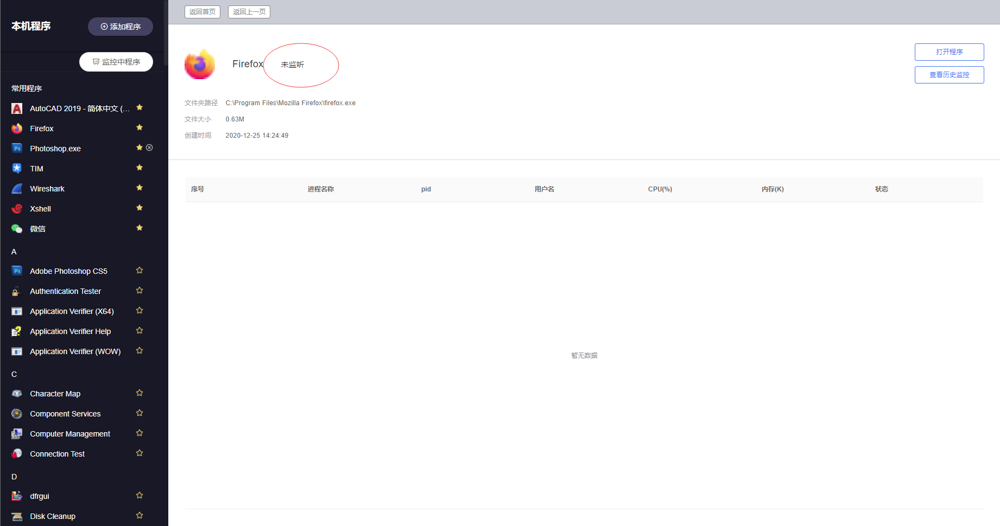 本机程序
添加程序
监控中程序
常用程序
AutoCAD 2019 - 简体中文 (...
Firefox
Photoshop.exe
TIM
Wireshark
Xshell
微信
A
Adobe Photoshop CS5
Authentication Tester
Application Verifier (X64)
Application Verifier Help
Application Verifier (WOW)
C
Character Map
Component Services
Computer Management
Connection Test
D
dfrgui
Disk Cleanup
返回首页 返回上一页
Firefox 未监听
打开程序
查看历史监控
文件夹路径 C:\Program Files\Mozilla Firefox\firefox.exe
文件大小 0.63M
创建时间 2020-12-25 14:24:49
序号 进程名称 pid 用户名 CPU(%) 内存(K) 状态
暂无数据